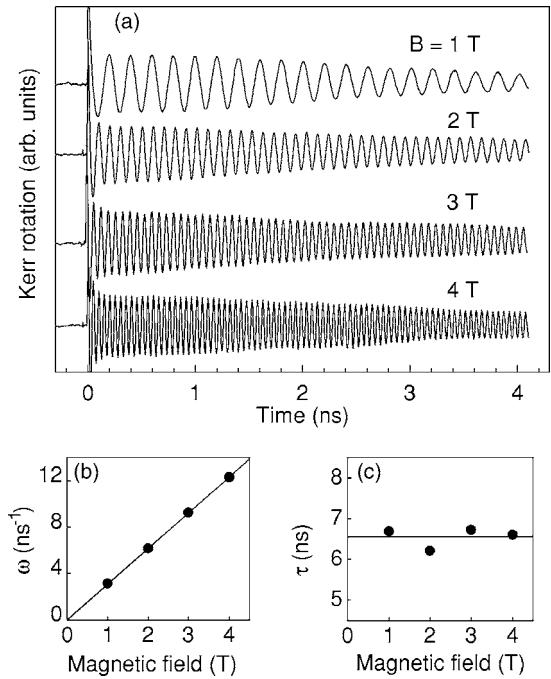 (a)
B = 1 T
2 T
3 T
4 T
Kerr rotation (arb. units)
0 1 2 3 4
Time (ns)
(b)
12
8
4
0
ω (ns⁻¹)
0 1 2 3 4
Magnetic field (T)
(c)
8
7
6
5
τ (ns)
0 1 2 3 4
Magnetic field (T)